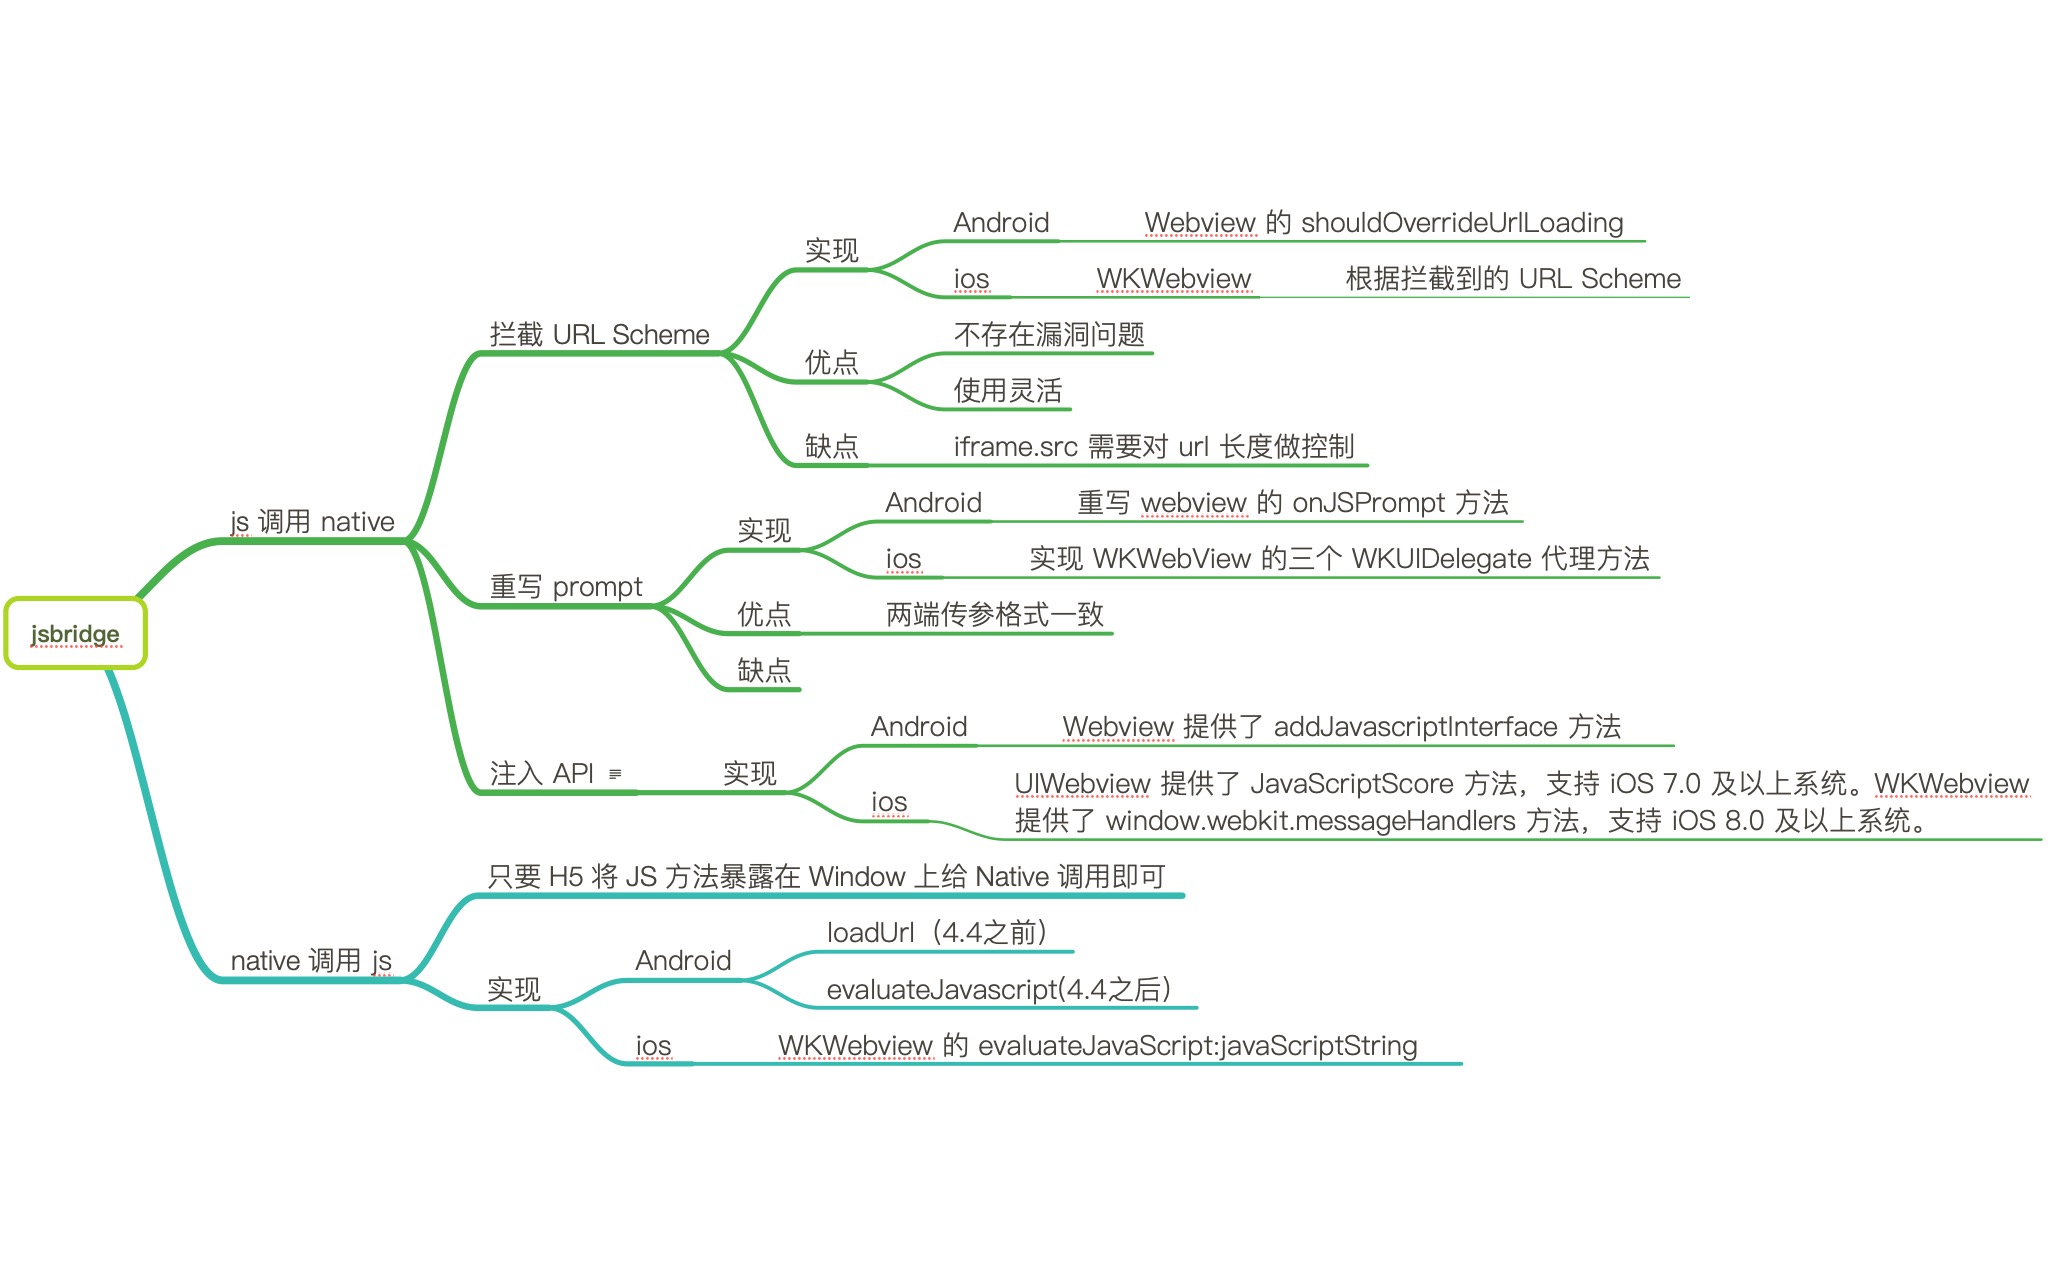 jsbridge
js 调用 native
拦截 URL Scheme
实现
Android
Webview 的 shouldOverrideUrlLoading
ios
WKWebview
根据拦截到的 URL Scheme
优点
不存在漏洞问题
使用灵活
缺点
iframe.src 需要对 url 长度做控制
重写 prompt
实现
Android
重写 webview 的 onJSPrompt 方法
ios
实现 WKWebView 的三个 WKUIDelegate 代理方法
优点
两端传参格式一致
缺点
注入 API
实现
Android
Webview 提供了 addJavascriptInterface 方法
ios
UIWebview 提供了 JavaScriptScore 方法，支持 iOS 7.0 及以上系统。WKWebview
提供了 window.webkit.messageHandlers 方法，支持 iOS 8.0 及以上系统。
native 调用 js
只要 H5 将 JS 方法暴露在 Window 上给 Native 调用即可
实现
Android
loadUrl（4.4之前）
evaluateJavascript(4.4之后）
ios
WKWebview 的 evaluateJavaScript:javaScriptString